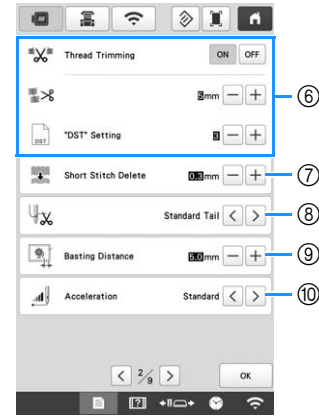 Thread Trimming ON OFF
5mm − + ⑥
DST "DST" Setting 3 − +
Short Stitch Delete 0.3mm − + ⑦
Standard Tail < > ⑧
Basting Distance 5.0mm − + ⑨
Acceleration Standard < > ⑩
< 2/9 > OK